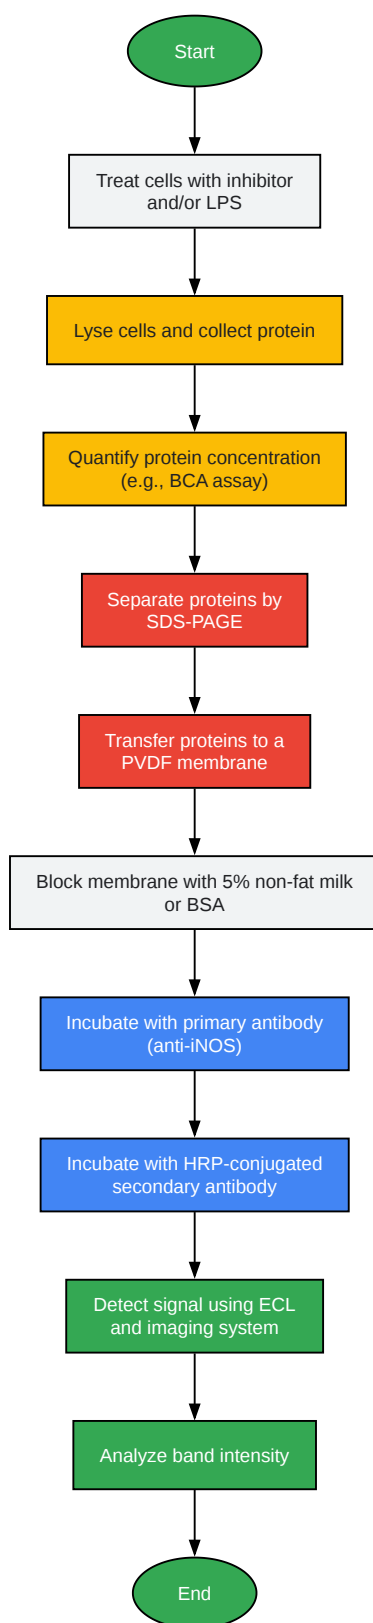 Start
Treat cells with inhibitor
and/or LPS
Lyse cells and collect protein
Quantify protein concentration
(e.g., BCA assay)
Separate proteins by
SDS-PAGE
Transfer proteins to a
PVDF membrane
Block membrane with 5% non-fat milk
or BSA
Incubate with primary antibody
(anti-iNOS)
Incubate with HRP-conjugated
secondary antibody
Detect signal using ECL
and imaging system
Analyze band intensity
End